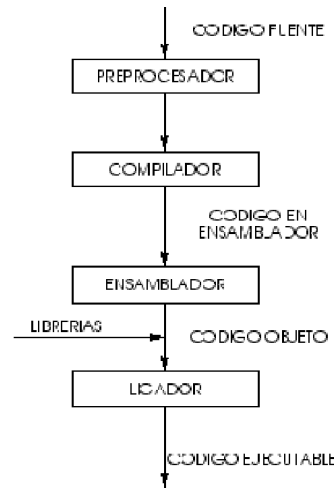 CODIGO FUENTE
PREPROCESADOR
COMPILADOR
CODIGO EN
ENSAMBLADOR
ENSAMBLADOR
LIBRERIAS
CODIGO OBJETO
LIGADOR
CODIGO EJECUTABLE